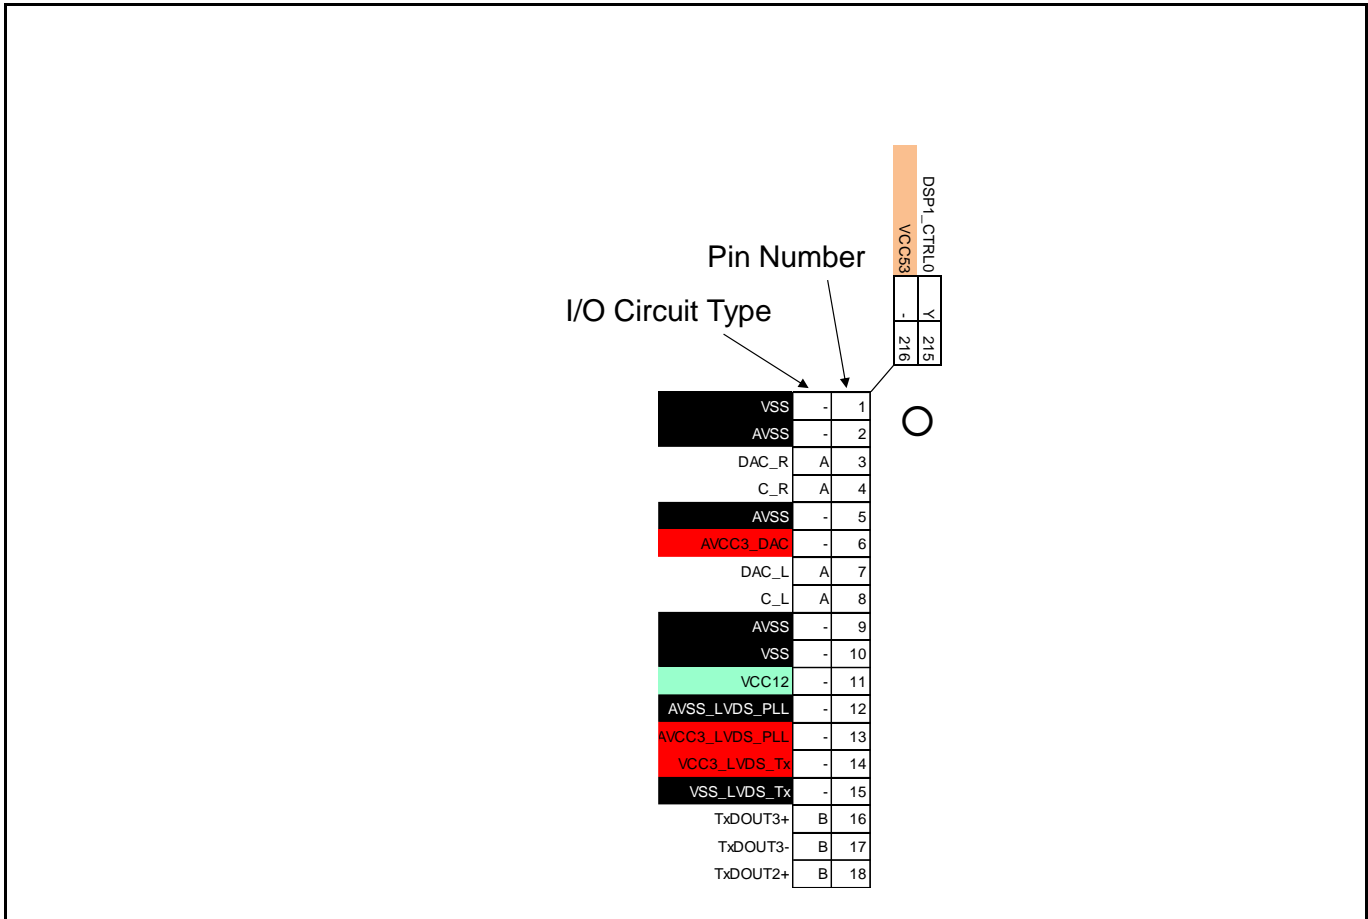 DSP1_CTRL0 Y 215
VCC53 - 216
Pin Number
I/O Circuit Type
VSS - 1
AVSS - 2
DAC_R A 3
C_R A 4
AVSS - 5
AVCC3_DAC - 6
DAC_L A 7
C_L A 8
AVSS - 9
VSS - 10
VCC12 - 11
AVSS_LVDS_PLL - 12
AVCC3_LVDS_PLL - 13
VCC3_LVDS_Tx - 14
VSS_LVDS_Tx - 15
TxDOUT3+ B 16
TxDOUT3- B 17
TxDOUT2+ B 18